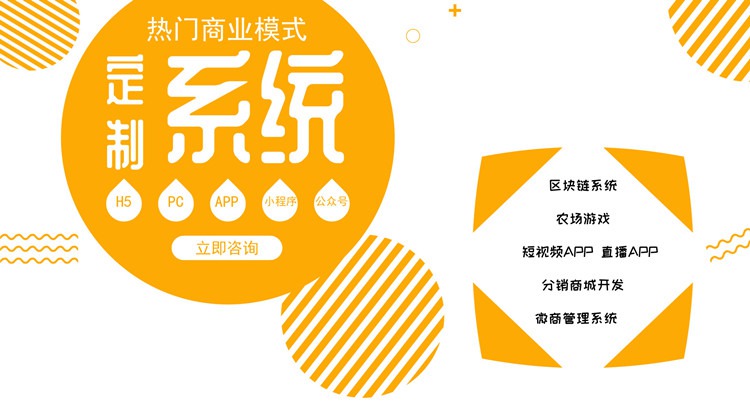 热门商业模式
定制
系统
H5 PC APP 小程序 公众号
立即咨询
区块链系统
农场游戏
短视频APP 直播APP
分销商城开发
微商管理系统